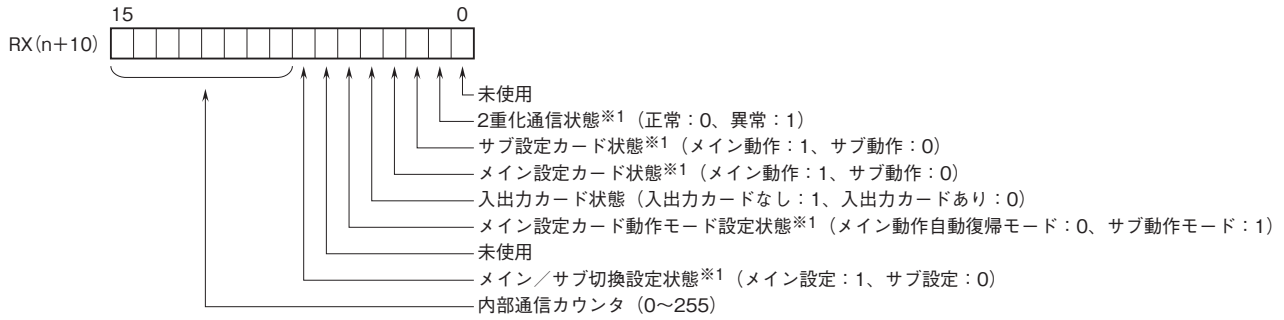 15 0
RX(n+10)
未使用
2重化通信状態※1（正常：0、異常：1）
サブ設定カード状態※1（メイン動作：1、サブ動作：0）
メイン設定カード状態※1（メイン動作：1、サブ動作：0）
入出力カード状態（入出力カードなし：1、入出力カードあり：0）
メイン設定カード動作モード設定状態※1（メイン動作自動復帰モード：0、サブ動作モード：1）
未使用
メイン／サブ切換設定状態※1（メイン設定：1、サブ設定：0）
内部通信カウンタ（0～255）